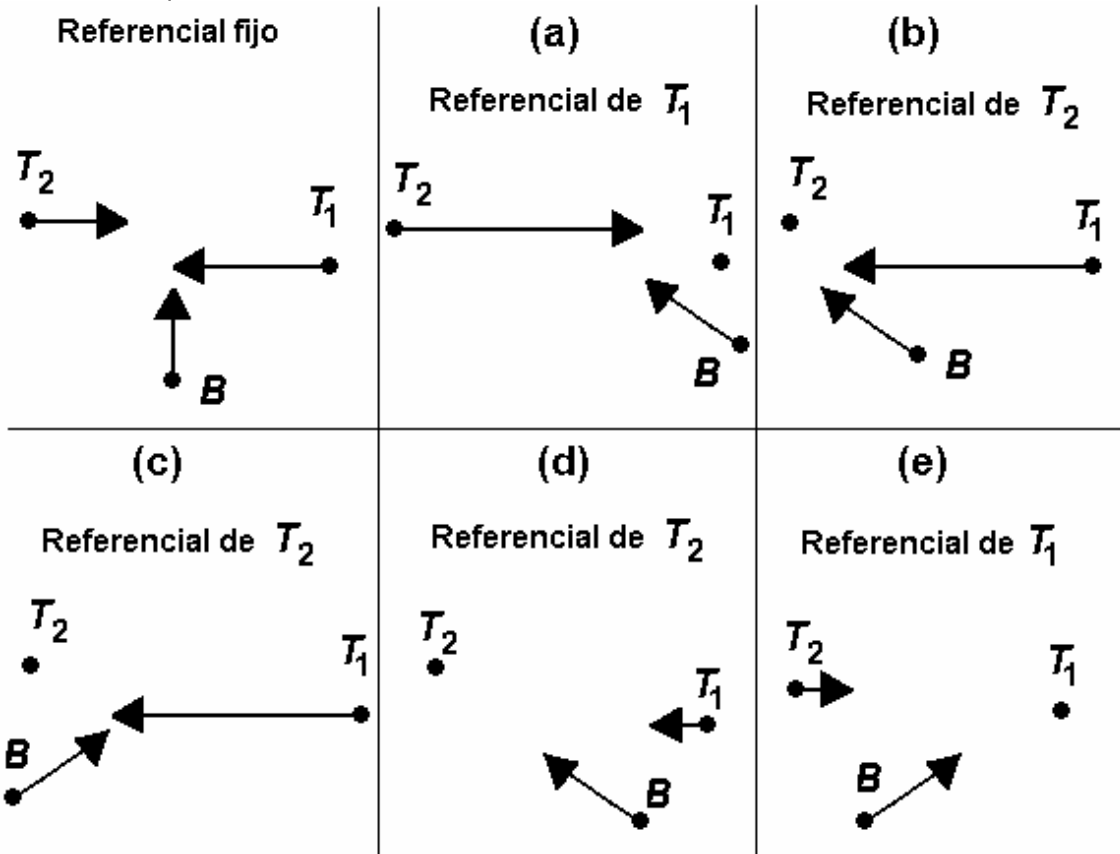 Referencial fijo
T2
T1
B
(a)
Referencial de T1
T2
T1
B
(b)
Referencial de T2
T2
T1
B
(c)
Referencial de T2
T2
T1
B
(d)
Referencial de T2
T2
T1
B
(e)
Referencial de T1
T2
T1
B